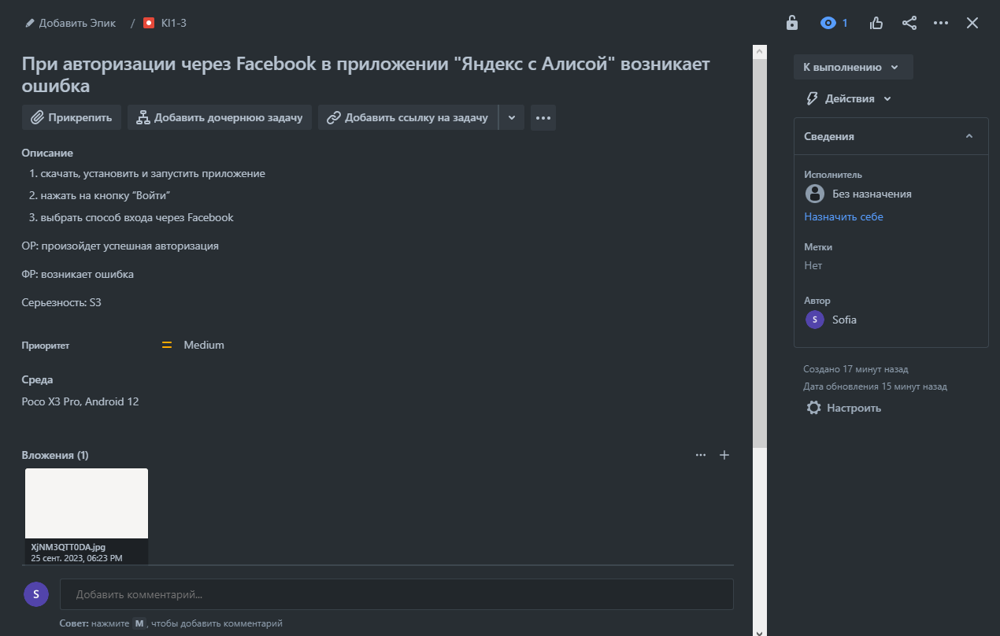 Добавить Эпик / KI1-3
1
При авторизации через Facebook в приложении "Яндекс с Алисой" возникает
ошибка
Прикрепить
Добавить дочернюю задачу
Добавить ссылку на задачу
Описание
1. скачать, установить и запустить приложение
2. нажать на кнопку “Войти”
3. выбрать способ входа через Facebook
ОР: произойдет успешная авторизация
ФР: возникает ошибка
Серьезность: S3
Приоритет
Medium
Среда
Poco X3 Pro, Android 12
Вложения (1)
XjNM3QTT0DA.jpg
25 сент. 2023, 06:23 PM
S
Добавить комментарий...
Совет: нажмите M, чтобы добавить комментарий
К выполнению
Действия
Сведения
Исполнитель
Без назначения
Назначить себе
Метки
Нет
Автор
S Sofia
Создано 17 минут назад
Дата обновления 15 минут назад
Настроить